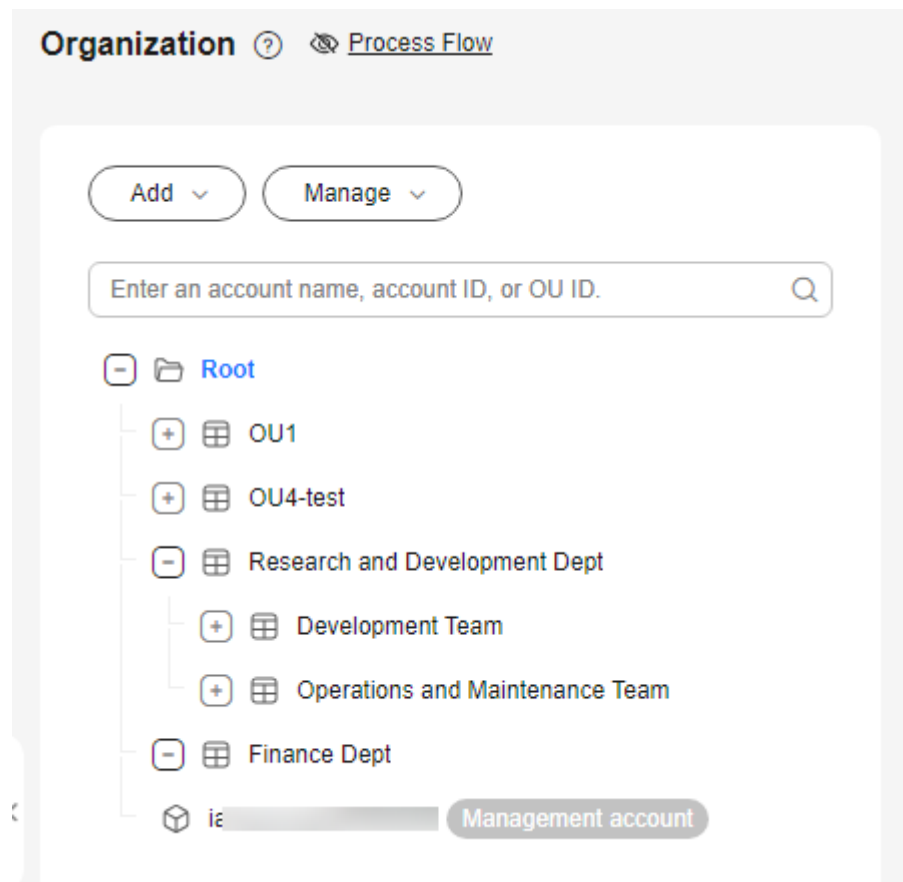 Organization Process Flow
Add Manage
Enter an account name, account ID, or OU ID.
Root
OU1
OU4-test
Research and Development Dept
Development Team
Operations and Maintenance Team
Finance Dept
Management account